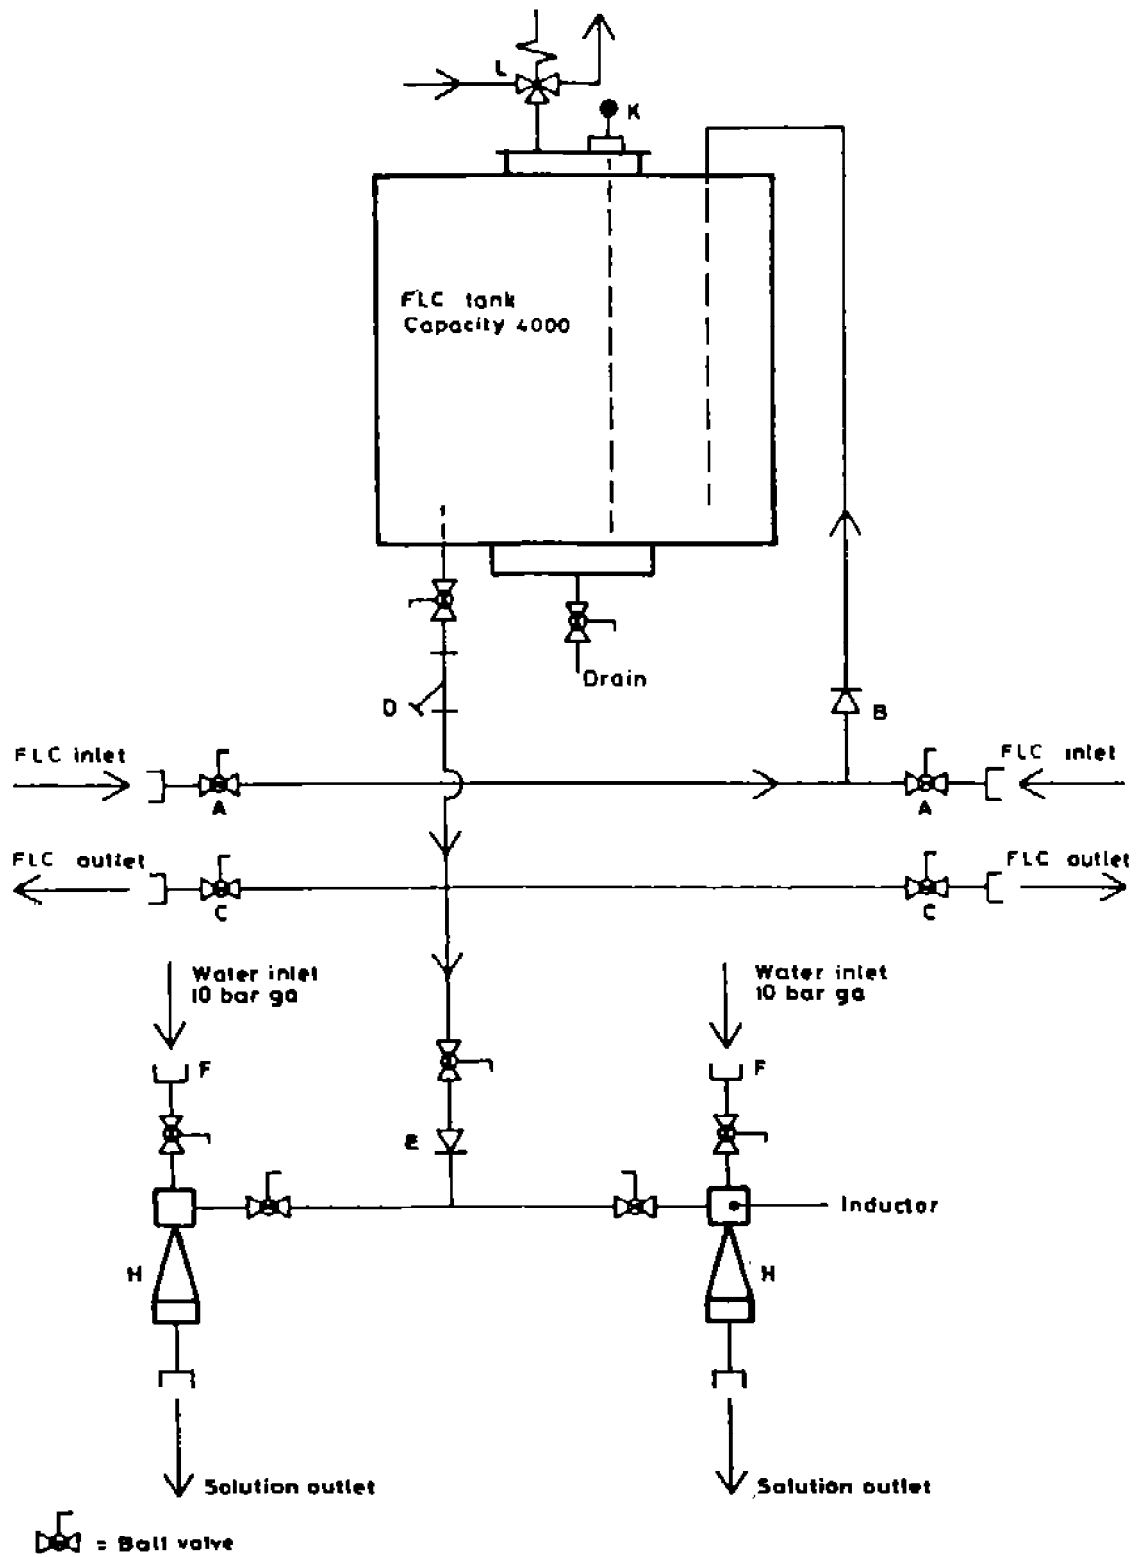 L
K
FLC tank
Capacity 4000
Drain
D
B
FLC inlet
FLC inlet
A
A
FLC outlet
FLC outlet
C
C
Water inlet
10 bar ga
Water inlet
10 bar ga
F
F
E
Inductor
H
H
Solution outlet
Solution outlet
= Ball valve